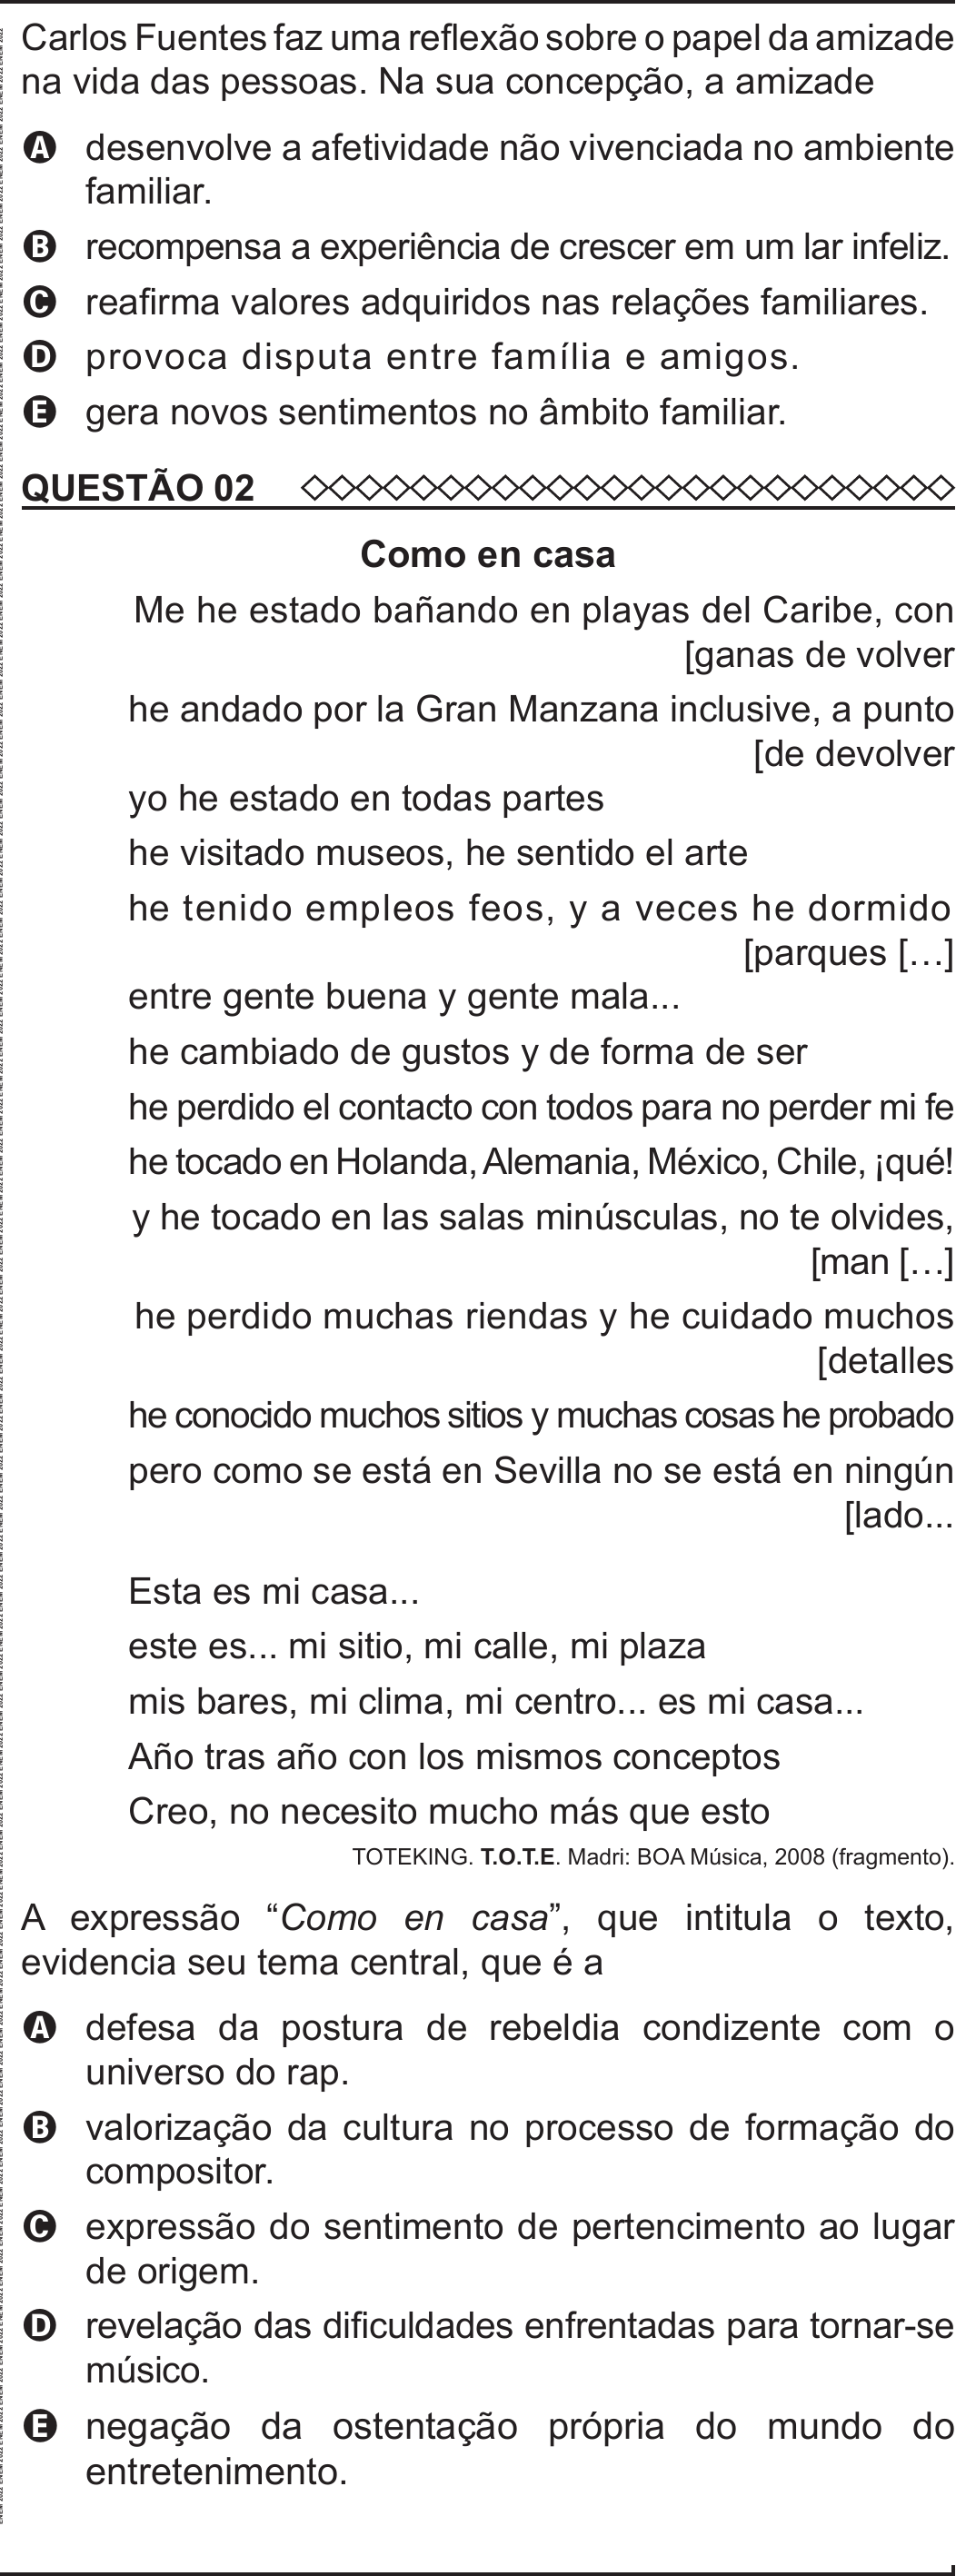 Carlos Fuentes faz uma reflexão sobre o papel da amizade
na vida das pessoas. Na sua concepção, a amizade
A desenvolve a afetividade não vivenciada no ambiente
familiar.
B recompensa a experiência de crescer em um lar infeliz.
C reafirma valores adquiridos nas relações familiares.
D provoca disputa entre família e amigos.
E gera novos sentimentos no âmbito familiar.
QUESTÃO 02
Como en casa
Me he estado bañando en playas del Caribe, con
[ganas de volver
he andado por la Gran Manzana inclusive, a punto
[de devolver
yo he estado en todas partes
he visitado museos, he sentido el arte
he tenido empleos feos, y a veces he dormido
[parques […]
entre gente buena y gente mala...
he cambiado de gustos y de forma de ser
he perdido el contacto con todos para no perder mi fe
he tocado en Holanda, Alemania, México, Chile, ¡qué!
y he tocado en las salas minúsculas, no te olvides,
[man […]
he perdido muchas riendas y he cuidado muchos
[detalles
he conocido muchos sitios y muchas cosas he probado
pero como se está en Sevilla no se está en ningún
[lado...
Esta es mi casa...
este es... mi sitio, mi calle, mi plaza
mis bares, mi clima, mi centro... es mi casa...
Año tras año con los mismos conceptos
Creo, no necesito mucho más que esto
TOTEKING. T.O.T.E. Madri: BOA Música, 2008 (fragmento).
A expressão “Como en casa”, que intitula o texto,
evidencia seu tema central, que é a
A defesa da postura de rebeldia condizente com o
universo do rap.
B valorização da cultura no processo de formação do
compositor.
C expressão do sentimento de pertencimento ao lugar
de origem.
D revelação das dificuldades enfrentadas para tornar-se
músico.
E negação da ostentação própria do mundo do
entretenimento.